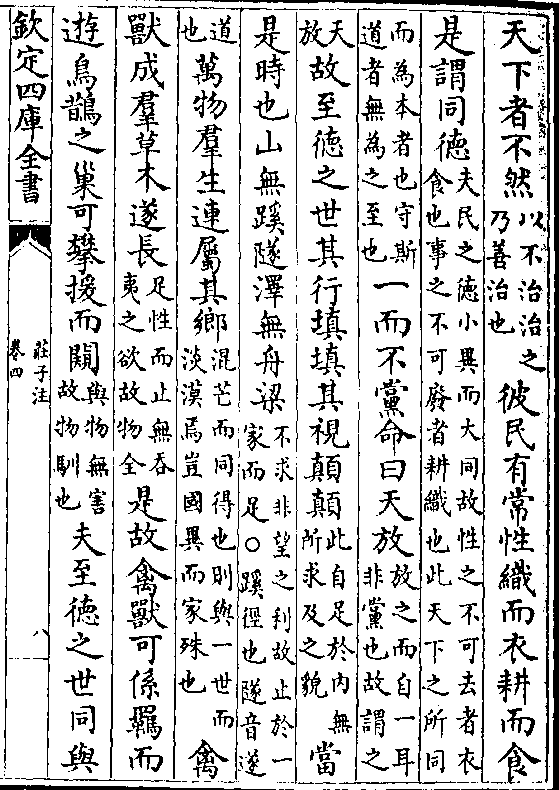 天下者不然以不治治之乃善治也彼民有常性織而衣耕而食
是謂同德夫民之德小異而大同故性之不可去者衣食也事之不可廢者耕織也此天下之所同
而為本者也守斯道者無為之至也一而不黨命曰天放放之而自一耳非黨也故謂之
天放故至德之世其行填填其視顛顛此自足於內無所求及之貌當
是時也山無蹊隧澤無舟梁不求非望之利故止於一家而足○蹊徑也隧音遂
道也萬物羣生連屬其鄉混芒而同得也則與一世而淡漠焉豈國異而家殊也禽
獸成羣草木遂長足性而止無吞夷之欲故物全是故禽獸可係羈而
遊鳥鵲之巢可攀援而闚與物無害故物馴也夫至德之世同與
欽定四庫全書
莊子注
卷四
八